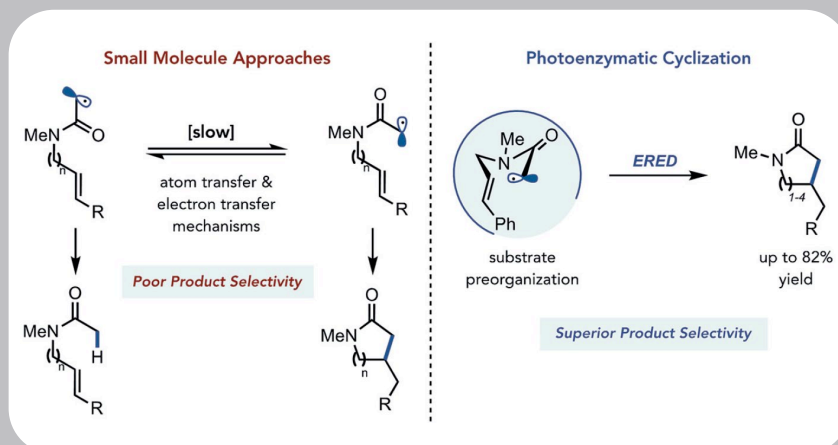 Small Molecule Approaches
O
MeN
O
( )n
R
[slow]
atom transfer &
electron transfer
mechanisms
O
MeN
( )n
R
Poor Product Selectivity
O
MeN
H
( )n
R
O
MeN
( )n
R
Photoenzymatic Cyclization
Me
O
N
Ph
substrate
preorganization
ERED
O
Me N
( )1-4
R
up to 82%
yield
Superior Product Selectivity